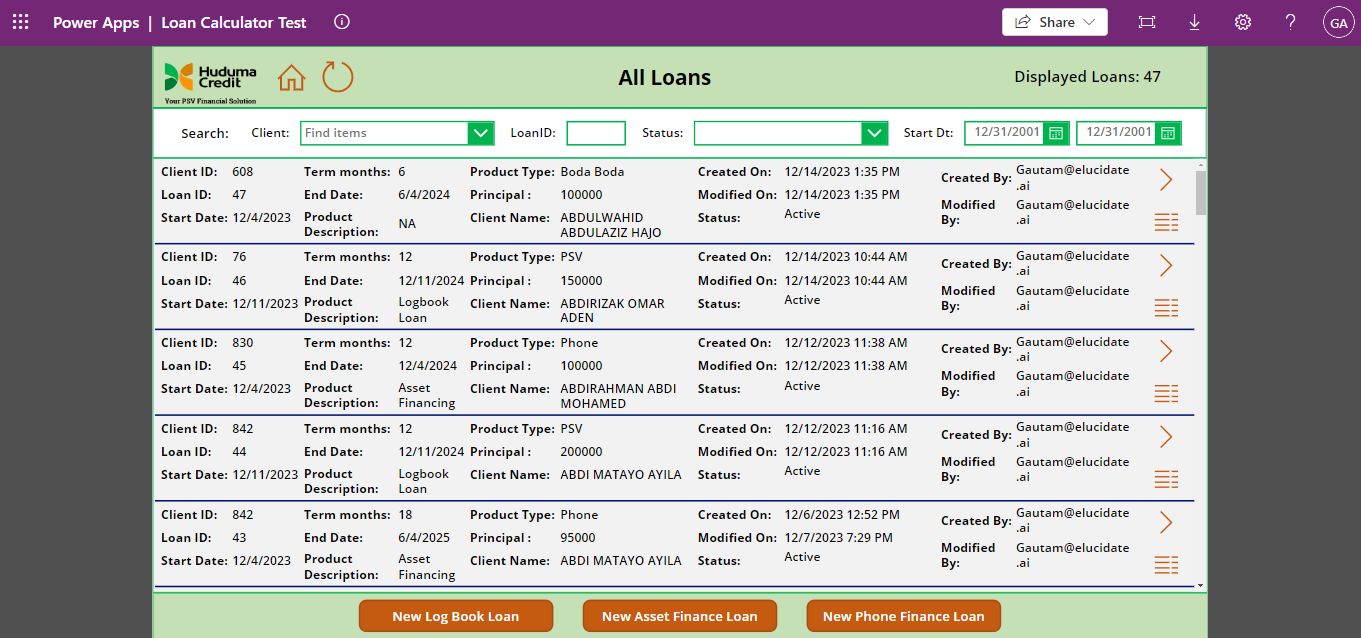 Power Apps | Loan Calculator Test
Share
GA
Huduma
Credit
Your PSV Financial Solution
All Loans
Displayed Loans: 47
Search: Client: Find items LoanID: Status: Start Dt: 12/31/2001 12/31/2001
Client ID: 608 Term months: 6 Product Type: Boda Boda Created On: 12/14/2023 1:35 PM Created By: Gautam@elucidate
.ai
Loan ID: 47 End Date: 6/4/2024 Principal : 100000 Modified On: 12/14/2023 1:35 PM Modified Gautam@elucidate
By: .ai
Start Date: 12/4/2023 Product NA Client Name: ABDULWAHID Status: Active
Description: ABDULAZIZ HAJO
Client ID: 76 Term months: 12 Product Type: PSV Created On: 12/14/2023 10:44 AM Created By: Gautam@elucidate
.ai
Loan ID: 46 End Date: 12/11/2024 Principal : 150000 Modified On: 12/14/2023 10:44 AM Modified Gautam@elucidate
By: .ai
Start Date: 12/11/2023 Product Logbook Client Name: ABDIRIZAK OMAR Status: Active
Description: Loan ADEN
Client ID: 830 Term months: 12 Product Type: Phone Created On: 12/12/2023 11:38 AM Created By: Gautam@elucidate
.ai
Loan ID: 45 End Date: 12/4/2024 Principal : 100000 Modified On: 12/12/2023 11:38 AM Modified Gautam@elucidate
By: .ai
Start Date: 12/4/2023 Product Asset Client Name: ABDIRAHMAN ABDI Status: Active
Description: Financing MOHAMED
Client ID: 842 Term months: 12 Product Type: PSV Created On: 12/12/2023 11:16 AM Created By: Gautam@elucidate
.ai
Loan ID: 44 End Date: 12/11/2024 Principal : 200000 Modified On: 12/12/2023 11:16 AM Modified Gautam@elucidate
By: .ai
Start Date: 12/11/2023 Product Logbook Client Name: ABDI MATAYO AYILA Status: Active
Description: Loan
Client ID: 842 Term months: 18 Product Type: Phone Created On: 12/6/2023 12:52 PM Created By: Gautam@elucidate
.ai
Loan ID: 43 End Date: 6/4/2025 Principal : 95000 Modified On: 12/7/2023 7:29 PM Modified Gautam@elucidate
By: .ai
Start Date: 12/4/2023 Product Asset Client Name: ABDI MATAYO AYILA Status: Active
Description: Financing
New Log Book Loan
New Asset Finance Loan
New Phone Finance Loan